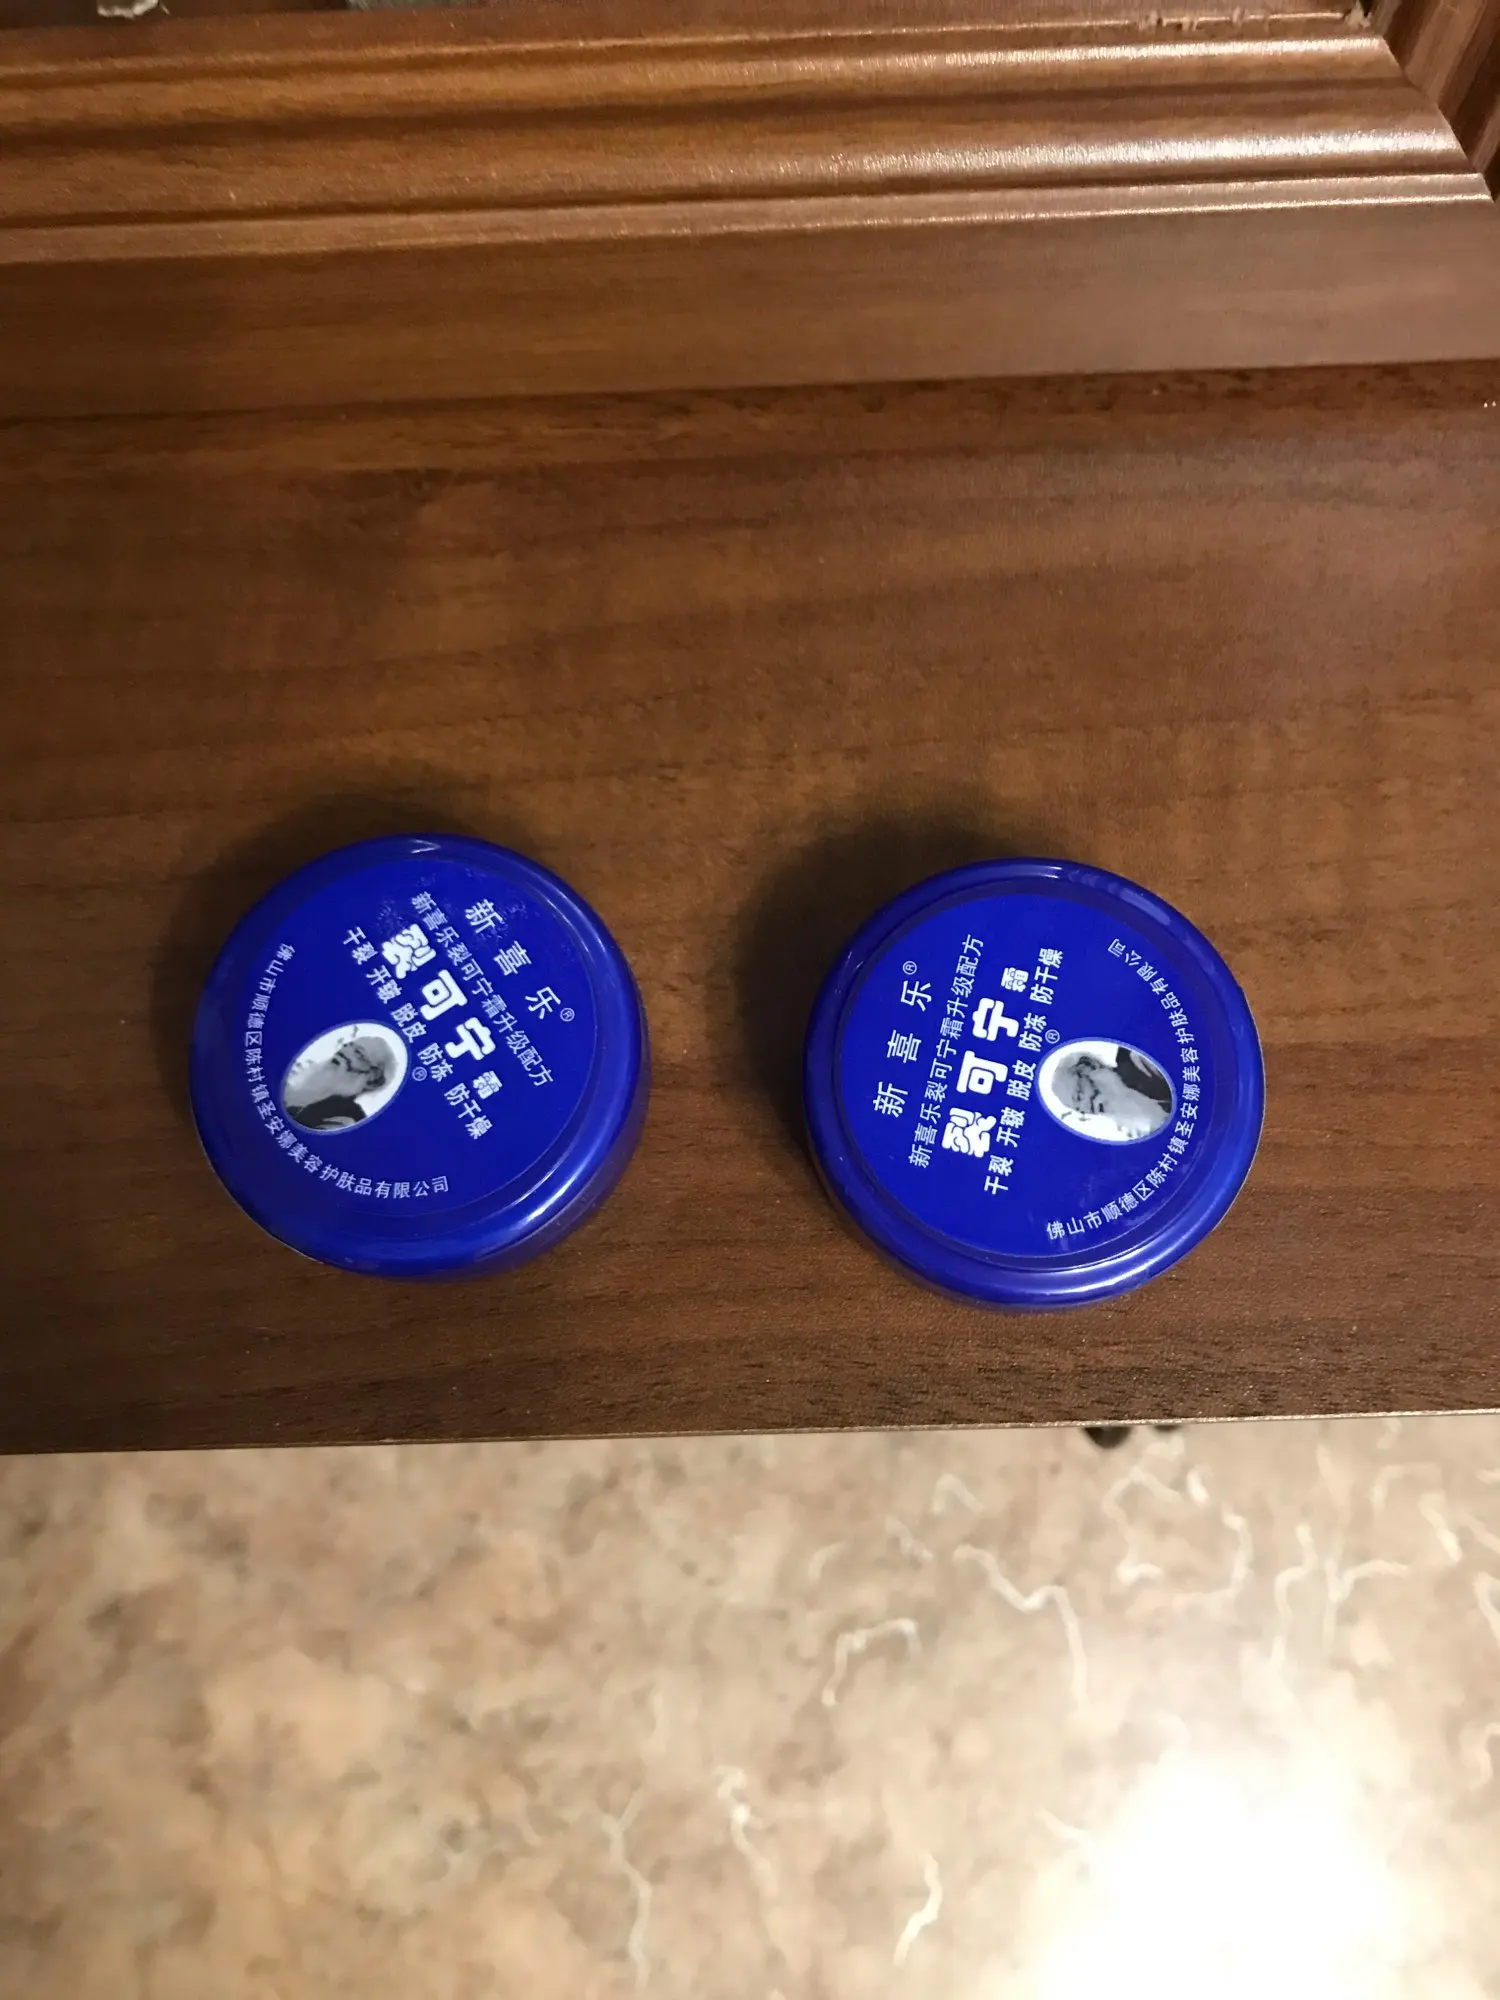 新喜乐®
新喜乐裂可宁霜升级配方
裂可宁霜®
干裂 开皲 脱皮 防冻 防干燥
佛山市顺德区陈村镇圣安娜美容护肤品有限公司
新喜乐®
新喜乐裂可宁霜升级配方
裂可宁霜®
干裂 开皲 脱皮 防冻 防干燥
佛山市顺德区陈村镇圣安娜美容护肤品有限公司